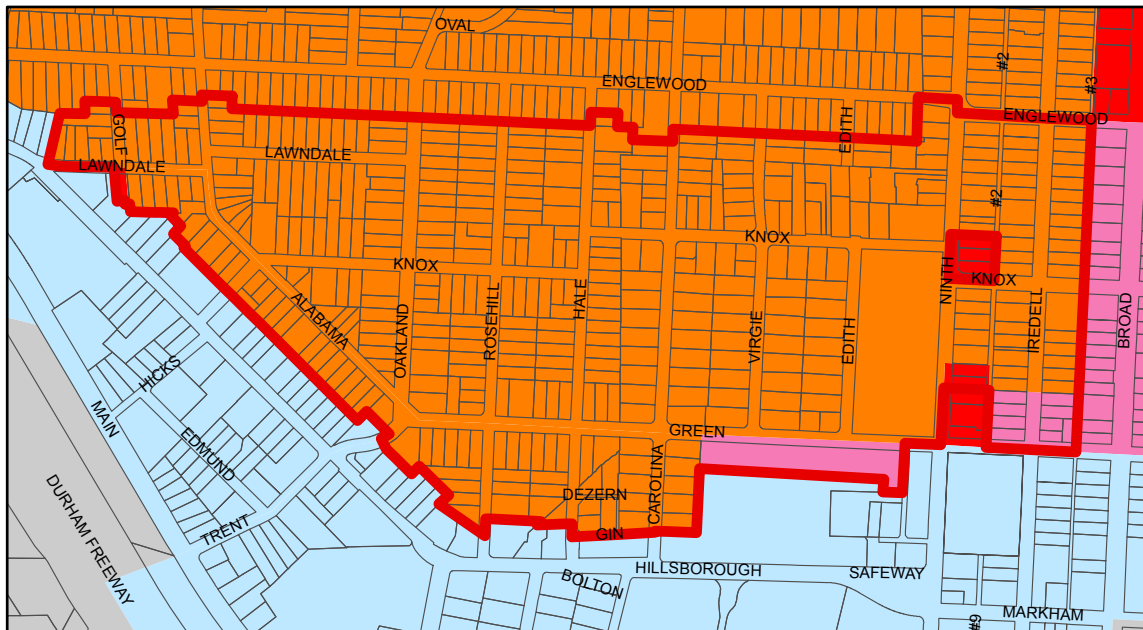 OVAL
#2
#3
ENGLEWOOD
ENGLEWOOD
GOLF
EDITH
LAWNDALE
LAWNDALE
#2
KNOX
KNOX
KNOX
NINTH
ALABAMA
OAKLAND
ROSEHILL
HALE
VIRGIE
EDITH
IREDELL
BROAD
HICKS
MAIN
EDMUND
GREEN
CAROLINA
DEZERN
DURHAM FREEWAY
TRENT
GIN
HILLSBOROUGH
SAFEWAY
BOLTON
MARKHAM
#9